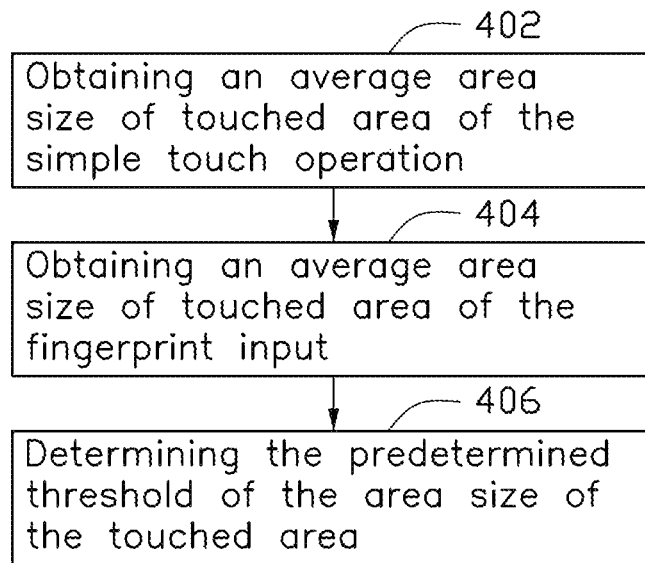 402
Obtaining an average area
size of touched area of the
simple touch operation
404
Obtaining an average area
size of touched area of the
fingerprint input
406
Determining the predetermined
threshold of the area size of
the touched area